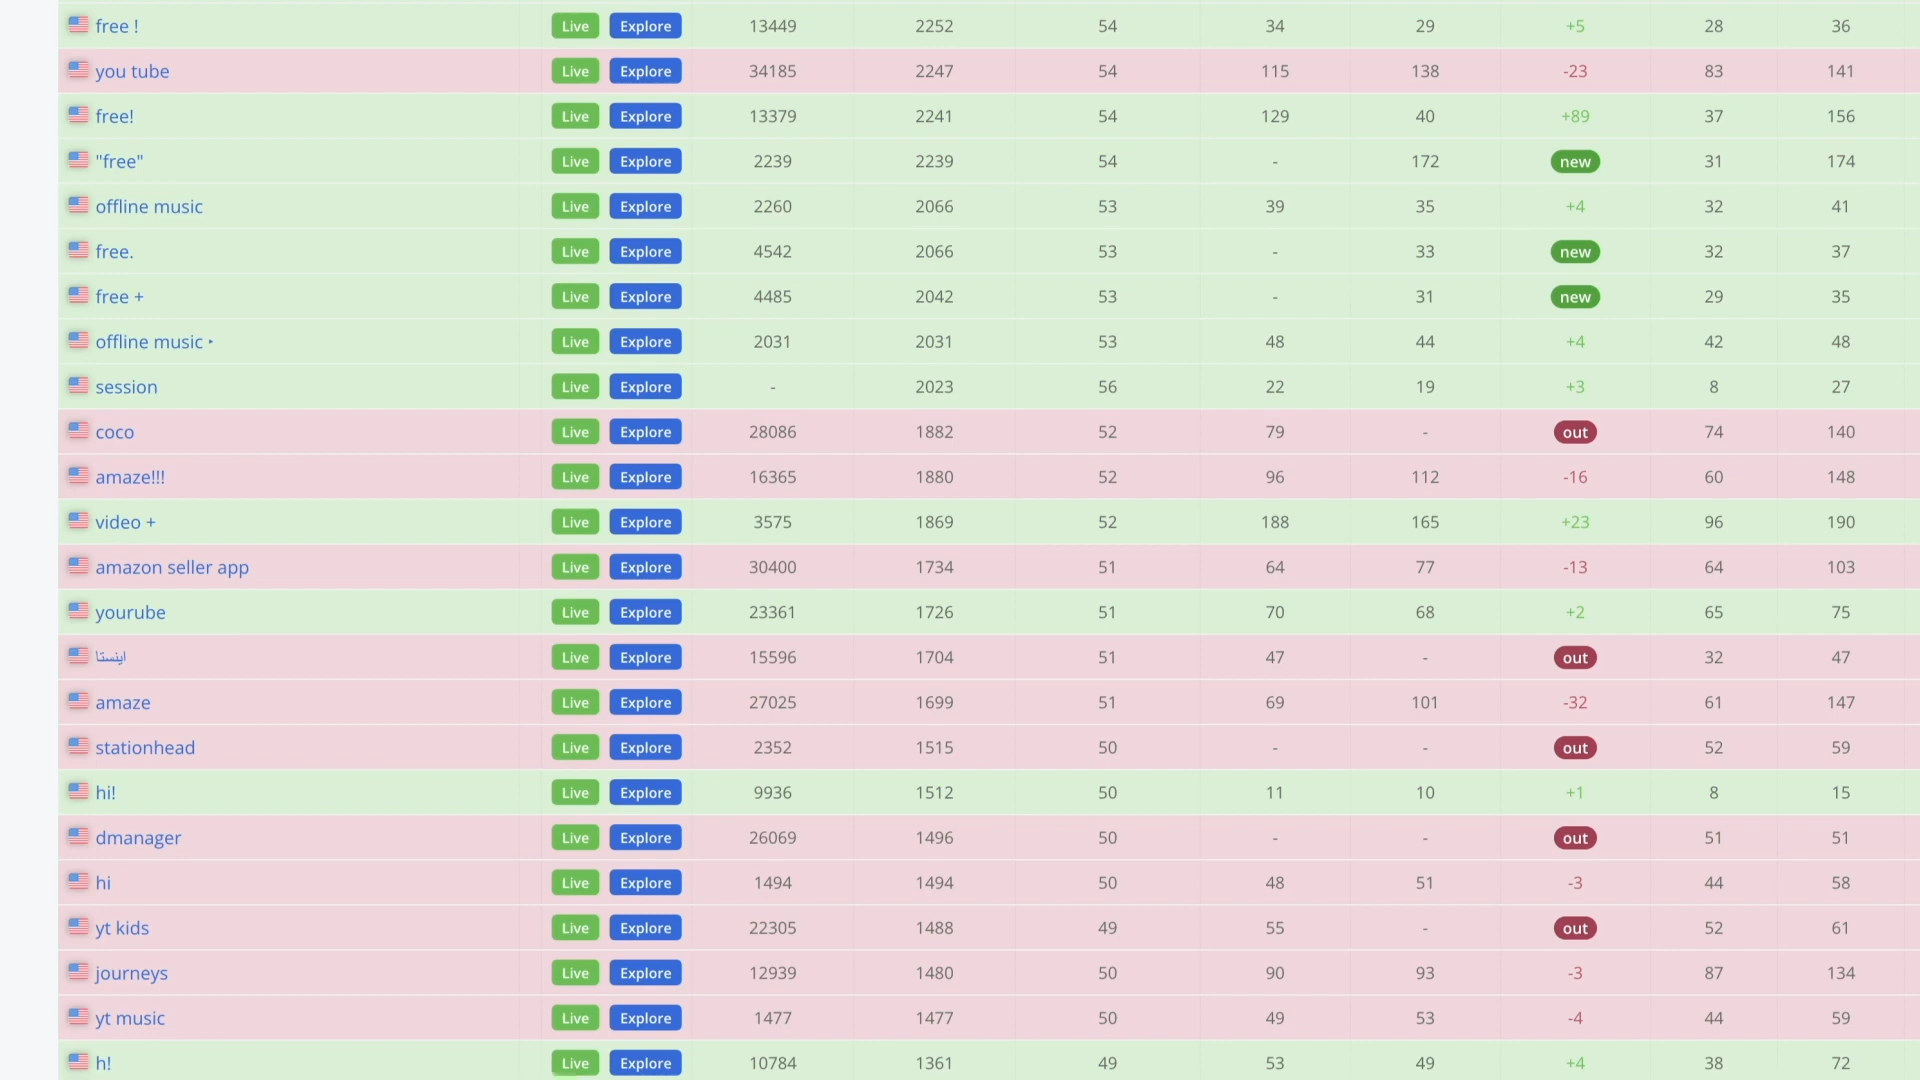 free ! Live Explore 13449 2252 54 34 29 +5 28 36
you tube Live Explore 34185 2247 54 115 138 -23 83 141
free! Live Explore 13379 2241 54 129 40 +89 37 156
"free" Live Explore 2239 2239 54 - 172 new 31 174
offline music Live Explore 2260 2066 53 39 35 +4 32 41
free. Live Explore 4542 2066 53 - 33 new 32 37
free + Live Explore 4485 2042 53 - 31 new 29 35
offline music ‣ Live Explore 2031 2031 53 48 44 +4 42 48
session Live Explore - 2023 56 22 19 +3 8 27
coco Live Explore 28086 1882 52 79 - out 74 140
amaze!!! Live Explore 16365 1880 52 96 112 -16 60 148
video + Live Explore 3575 1869 52 188 165 +23 96 190
amazon seller app Live Explore 30400 1734 51 64 77 -13 64 103
yourube Live Explore 23361 1726 51 70 68 +2 65 75
اینستا Live Explore 15596 1704 51 47 - out 32 47
amaze Live Explore 27025 1699 51 69 101 -32 61 147
stationhead Live Explore 2352 1515 50 - - out 52 59
hi! Live Explore 9936 1512 50 11 10 +1 8 15
dmanager Live Explore 26069 1496 50 - - out 51 51
hi Live Explore 1494 1494 50 48 51 -3 44 58
yt kids Live Explore 22305 1488 49 55 - out 52 61
journeys Live Explore 12939 1480 50 90 93 -3 87 134
yt music Live Explore 1477 1477 50 49 53 -4 44 59
h! Live Explore 10784 1361 49 53 49 +4 38 72